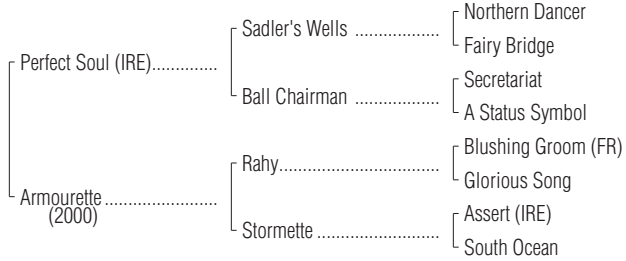 Northern Dancer
Sadler's Wells ....................
Fairy Bridge
Perfect Soul (IRE)..............
Secretariat
Ball Chairman ....................
A Status Symbol
Blushing Groom (FR)
Rahy.......................................
Glorious Song
Armourette ........................
(2000)
Assert (IRE)
Stormette .............................
South Ocean